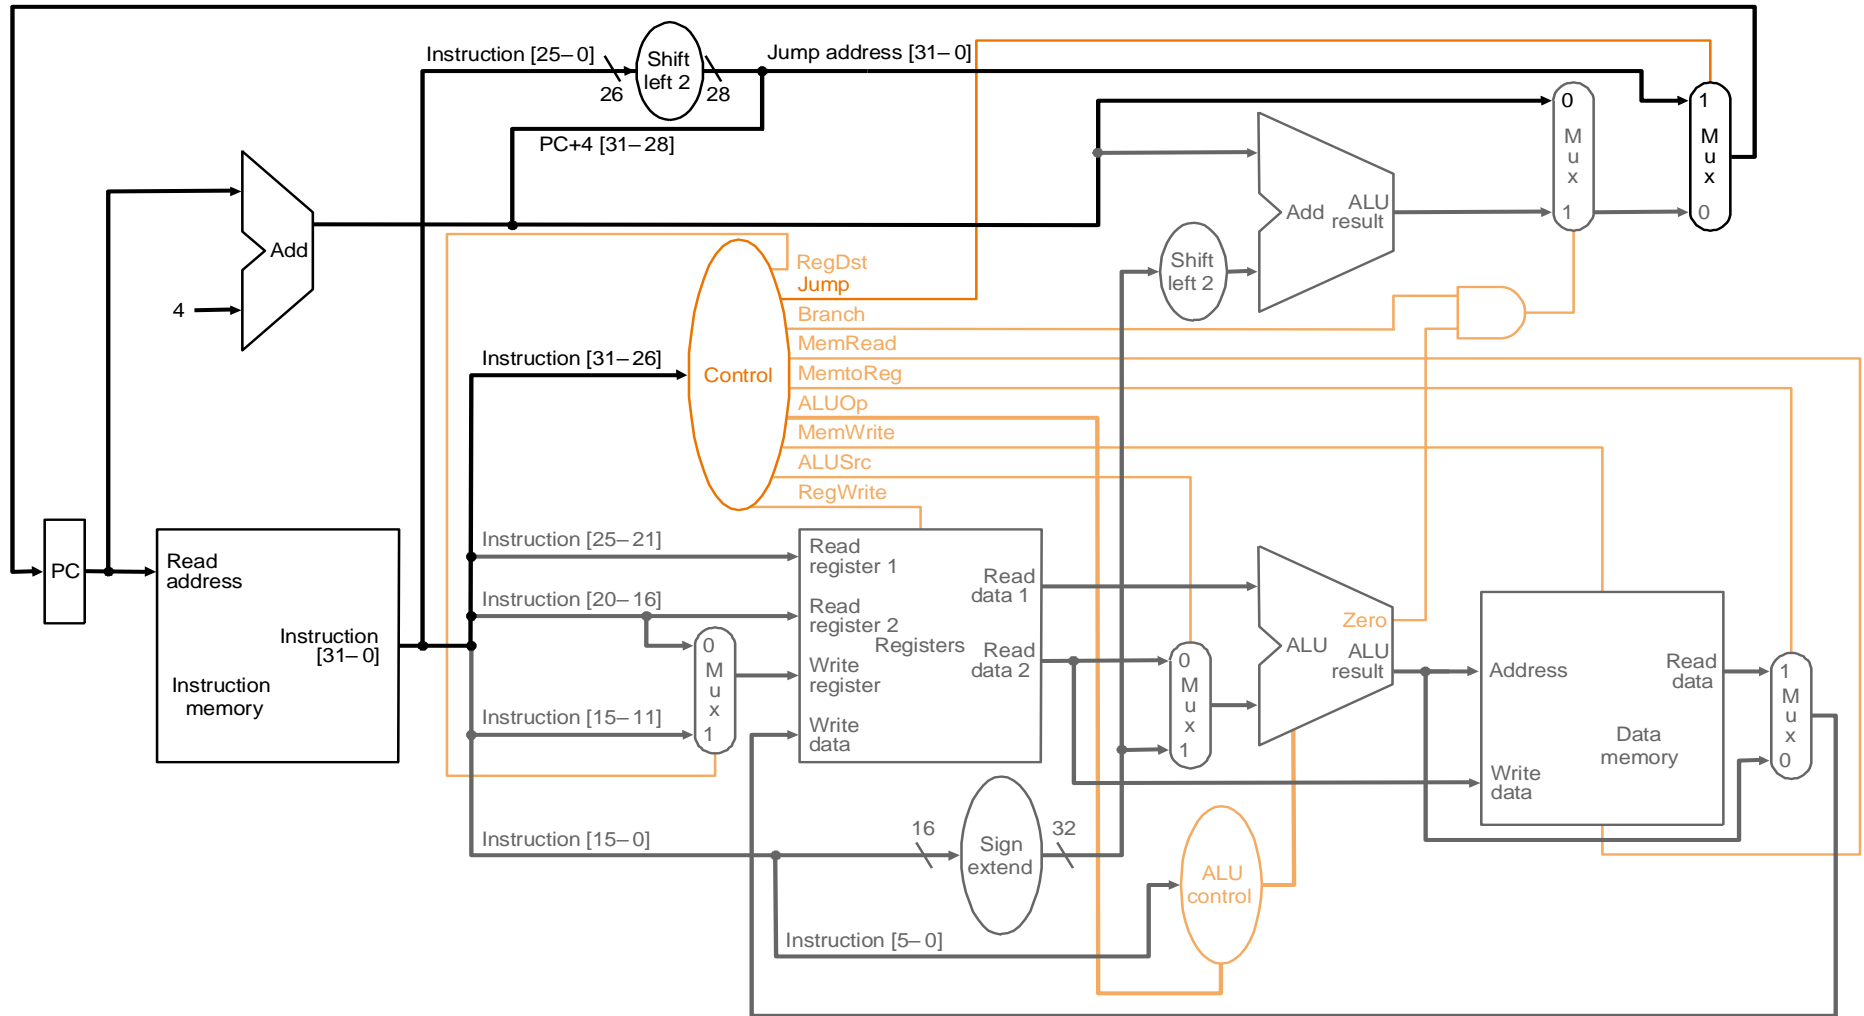 Instruction [25–0]
26
Shift
left 2
28
Jump address [31–0]
PC+4 [31–28]
Add
4
0
M
u
x
1
1
M
u
x
0
Add
ALU
result
Shift
left 2
RegDst
Jump
Branch
MemRead
MemtoReg
ALUOp
MemWrite
ALUSrc
RegWrite
Control
Instruction [31–26]
PC
Read
address
Instruction
[31–0]
Instruction
memory
Instruction [25–21]
Instruction [20–16]
Instruction [15–11]
Instruction [15–0]
Instruction [5–0]
0
M
u
x
1
Read
register 1
Read
register 2
Write
register
Write
data
Registers
Read
data 1
Read
data 2
0
M
u
x
1
Zero
ALU
ALU
result
Address
Write
data
Read
data
Data
memory
1
M
u
x
0
16
Sign
extend
32
ALU
control